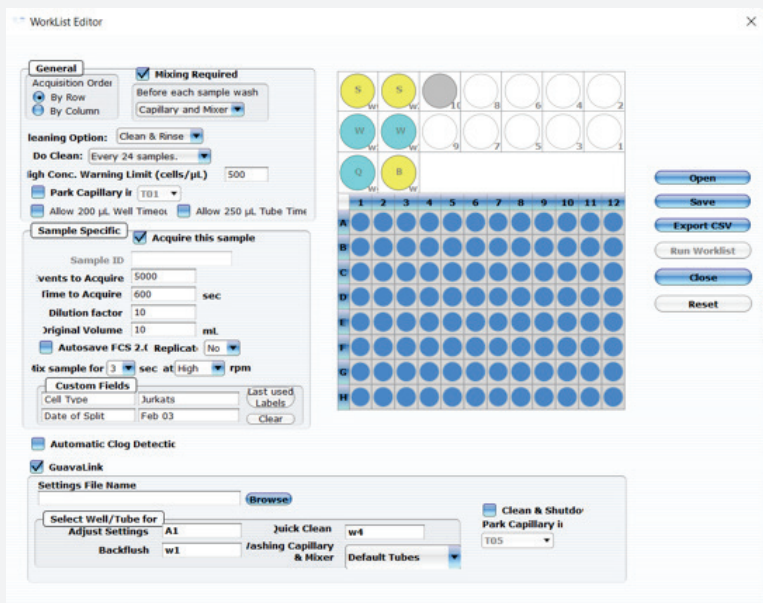 WorkList Editor
General
Acquisition Order
By Row
By Column
Mixing Required
Before each sample wash
Capillary and Mixer
leaning Option: Clean & Rinse
Do Clean: Every 24 samples.
igh Conc. Warning Limit (cells/µL) 500
Park Capillary ir T01
Allow 200 µL Well Timeou Allow 250 µL Tube Time
Sample Specific
Acquire this sample
Sample ID
vents to Acquire 5000
Time to Acquire 600 sec
Dilution factor 10
Original Volume 10 mL
Autosave FCS 2.( Replicat No
Mix sample for 3 sec at High rpm
Custom Fields
Cell Type Jurkats
Date of Split Feb 03
Last used
Labels
Clear
Automatic Clog Detectic
GuavaLink
Settings File Name
Browse
Select Well/Tube for
Adjust Settings A1
Backflush w1
Quick Clean w4
Washing Capillary
& Mixer Default Tubes
Clean & Shutdo
Park Capillary ir
T05
S w S w 10 8 6 4 2
W w W w 9 7 5 3 1
Q w B w
1 2 3 4 5 6 7 8 9 10 11 12
A
B
C
D
E
F
G
H
Open
Save
Export CSV
Run Worklist
Close
Reset